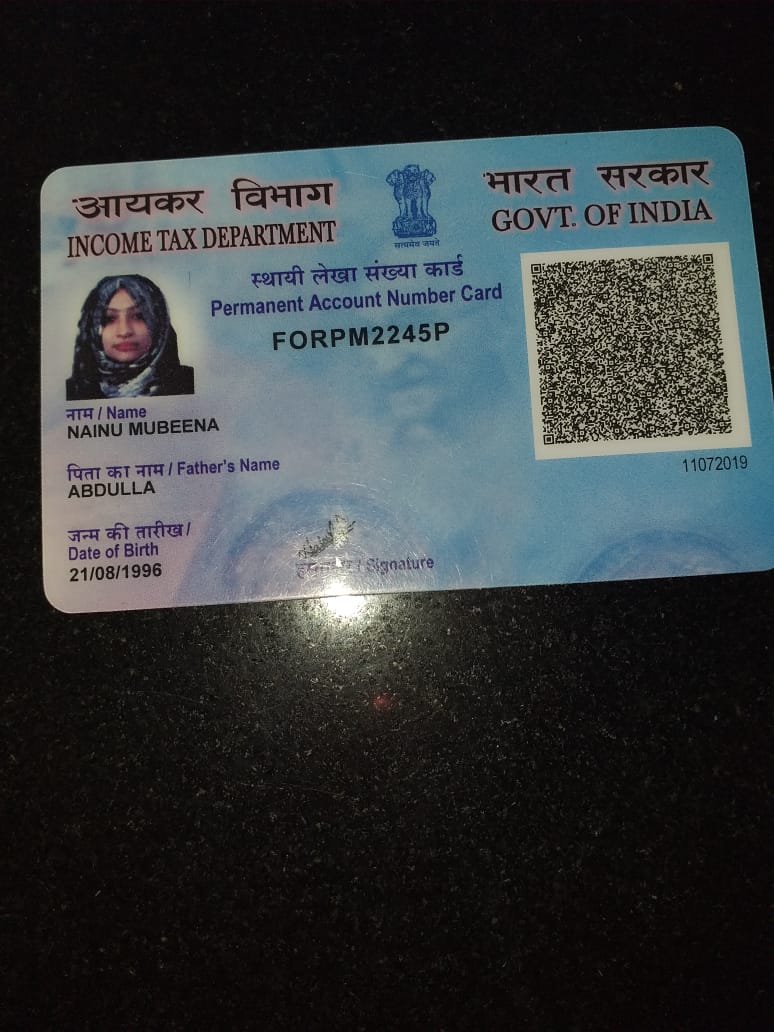 आयकर विभाग
INCOME TAX DEPARTMENT
सत्यमेव जयते
भारत सरकार
GOVT. OF INDIA
स्थायी लेखा संख्या कार्ड
Permanent Account Number Card
FORPM2245P
नाम / Name
NAINU MUBEENA
11072019
पिता का नाम / Father's Name
ABDULLA
जन्म की तारीख /
Date of Birth
21/08/1996
/ Signature